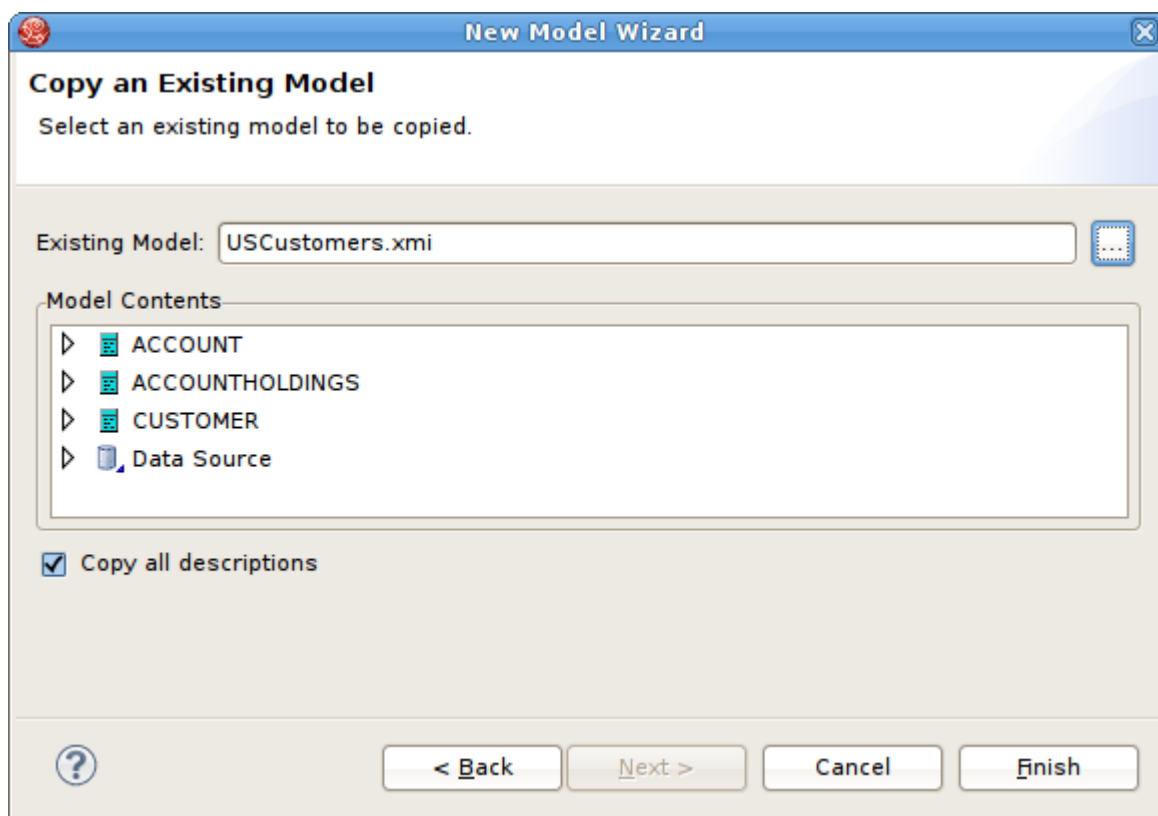 New Model Wizard
Copy an Existing Model
Select an existing model to be copied.
Existing Model: USCustomers.xmi ...
Model Contents
ACCOUNT
ACCOUNTHOLDINGS
CUSTOMER
Data Source
Copy all descriptions
? < Back Next > Cancel Finish